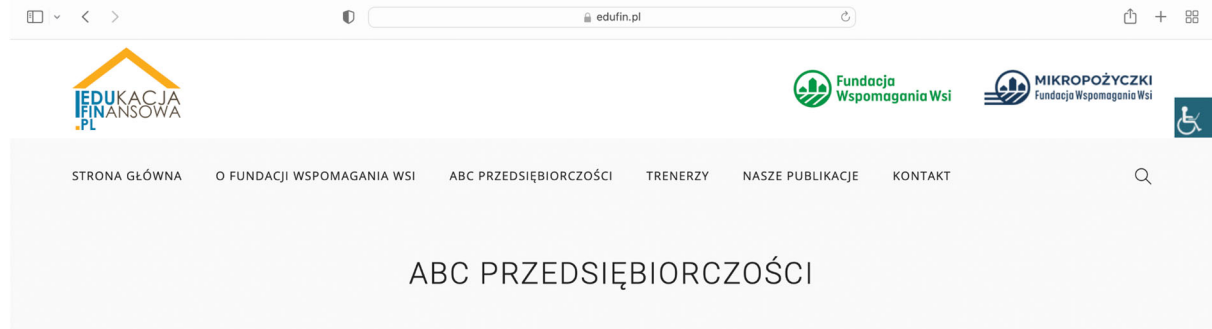 edufin.pl
EDUKACJA
FINANSOWA
.PL
Fundacja
Wspomagania Wsi
MIKROPOŻYCZKI
Fundacja Wspomagania Wsi
STRONA GŁÓWNA O FUNDACJI WSPOMAGANIA WSI ABC PRZEDSIĘBIORCZOŚCI TRENERZY NASZE PUBLIKACJE KONTAKT
ABC PRZEDSIĘBIORCZOŚCI